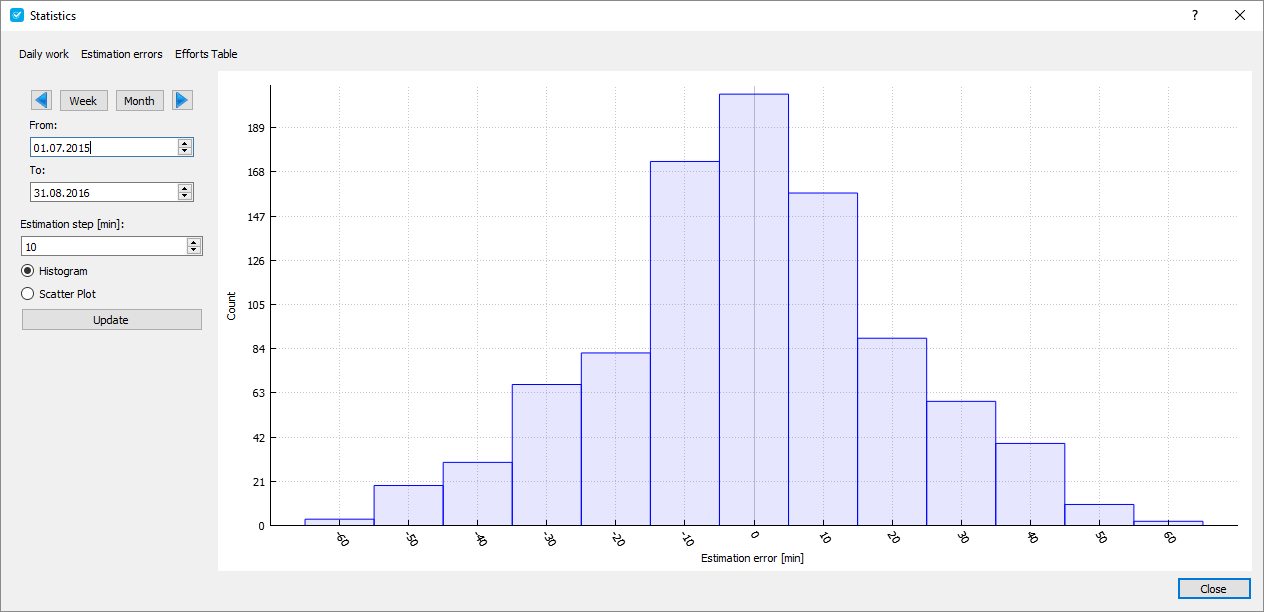 Statistics
?
Daily work Estimation errors Efforts Table
Week Month
From:
01.07.2015
To:
31.08.2016
Estimation step [min]:
10
Histogram
Scatter Plot
Update
Count
189
168
147
126
105
84
63
42
21
0
-60 -50 -40 -30 -20 -10 0 10 20 30 40 50 60
Estimation error [min]
Close